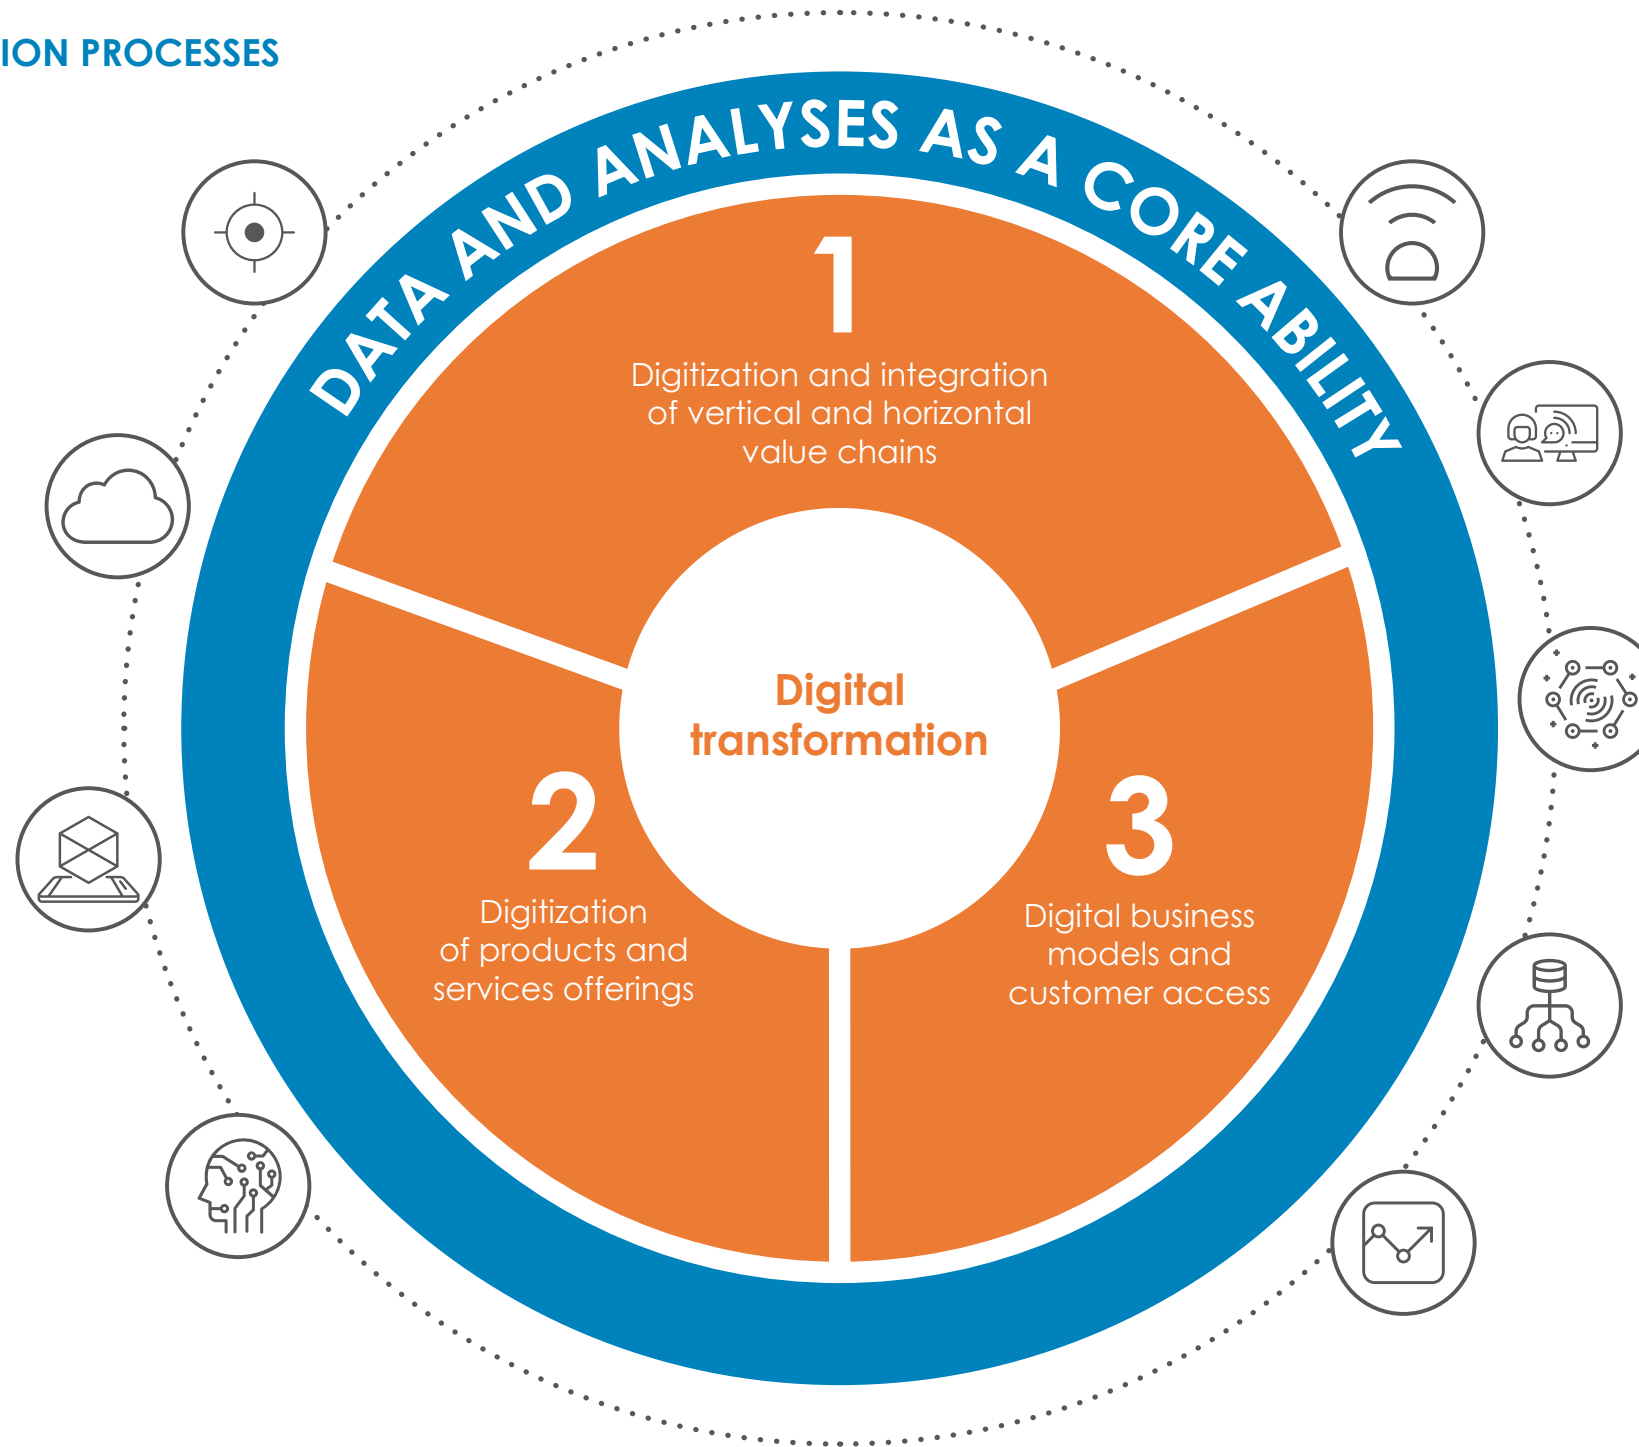 ION PROCESSES
DATA AND ANALYSES AS A CORE ABILITY
1
Digitization and integration
of vertical and horizontal
value chains
Digital
transformation
2
Digitization
of products and
services offerings
3
Digital business
models and
customer access